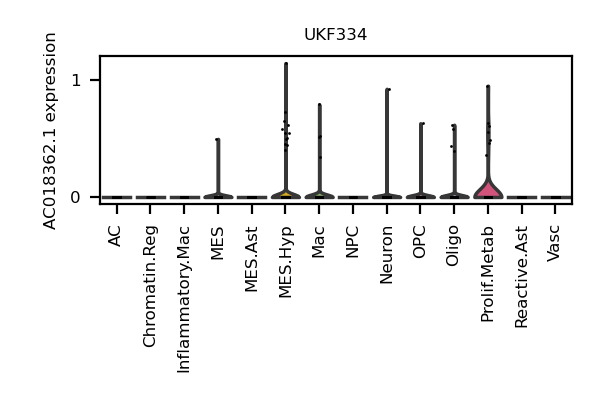 UKF334
AC018362.1 expression
1
0
AC
Chromatin.Reg
Inflammatory.Mac
MES
MES.Ast
MES.Hyp
Mac
NPC
Neuron
OPC
Oligo
Prolif.Metab
Reactive.Ast
Vasc